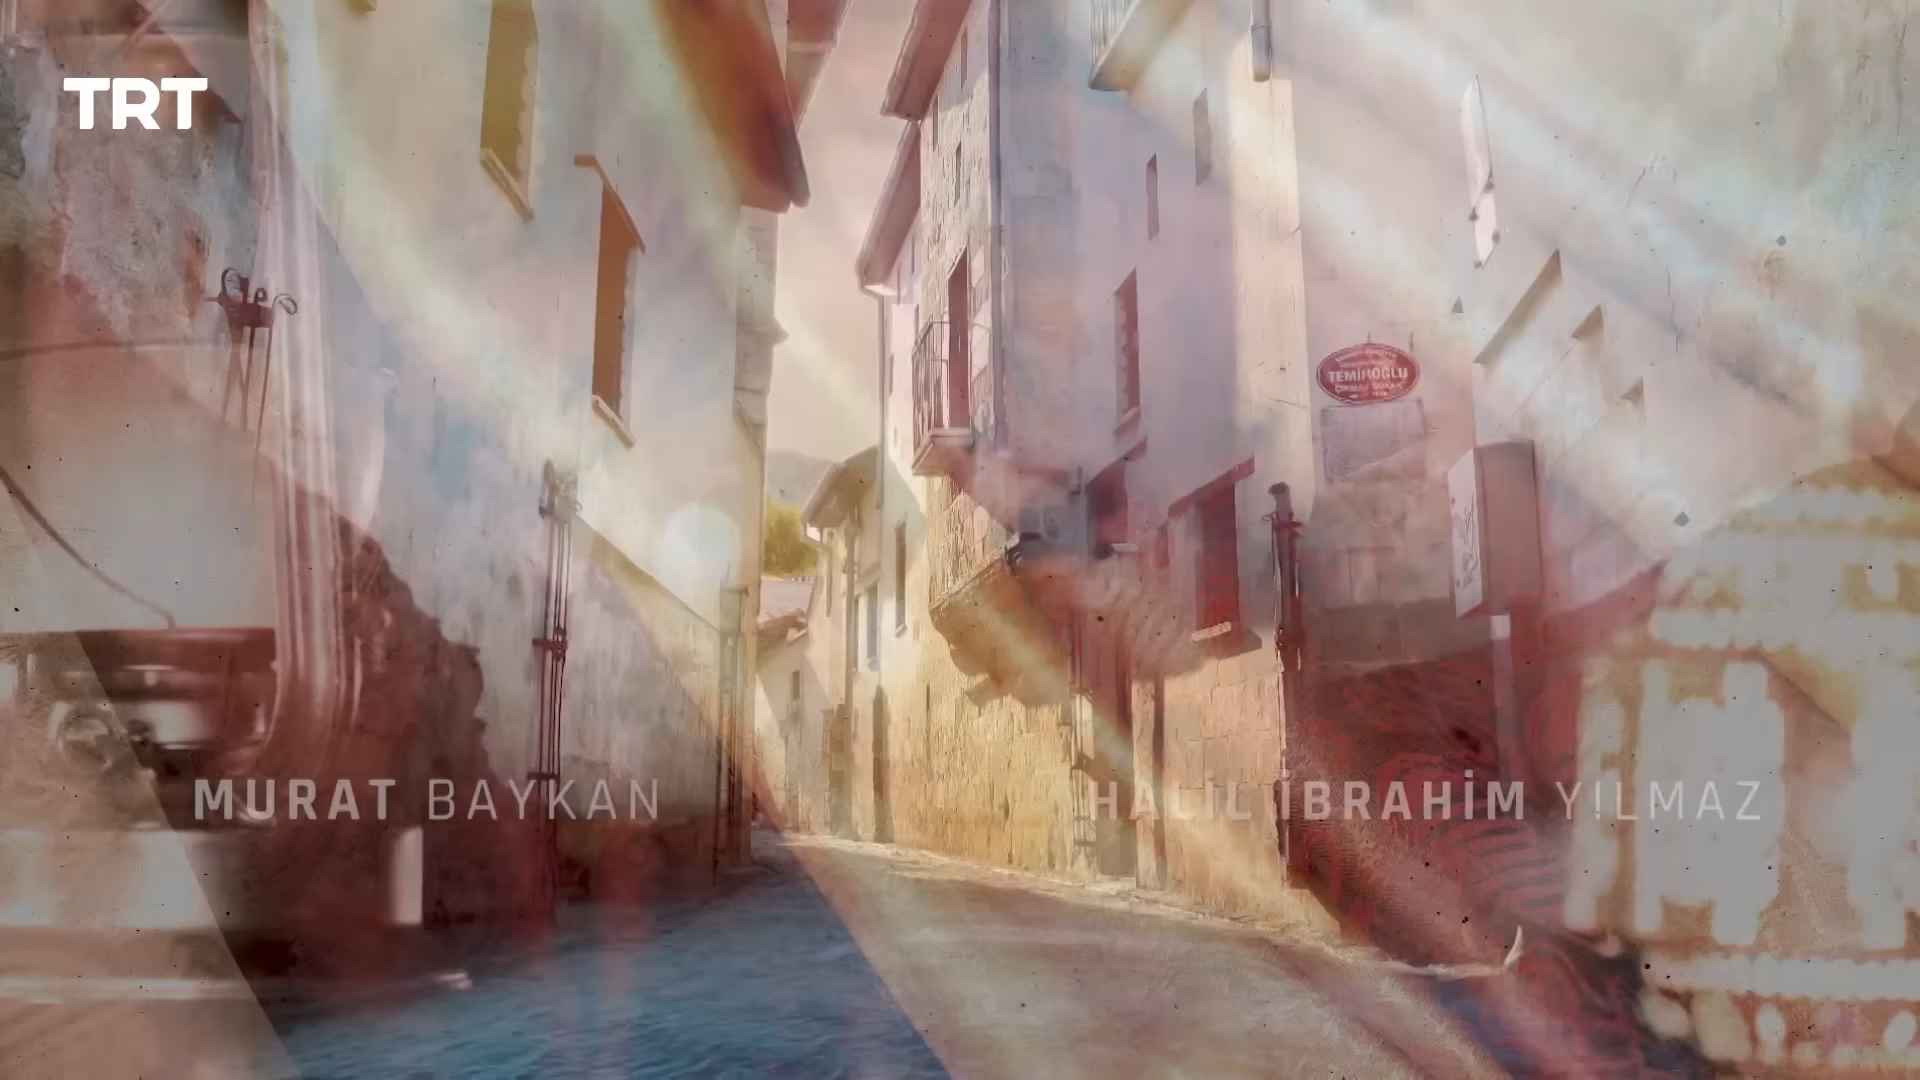 TRT
TEMİROĞLU
ÇIKMAZ SOKAK
MURAT BAYKAN
HALİL İBRAHİM YILMAZ